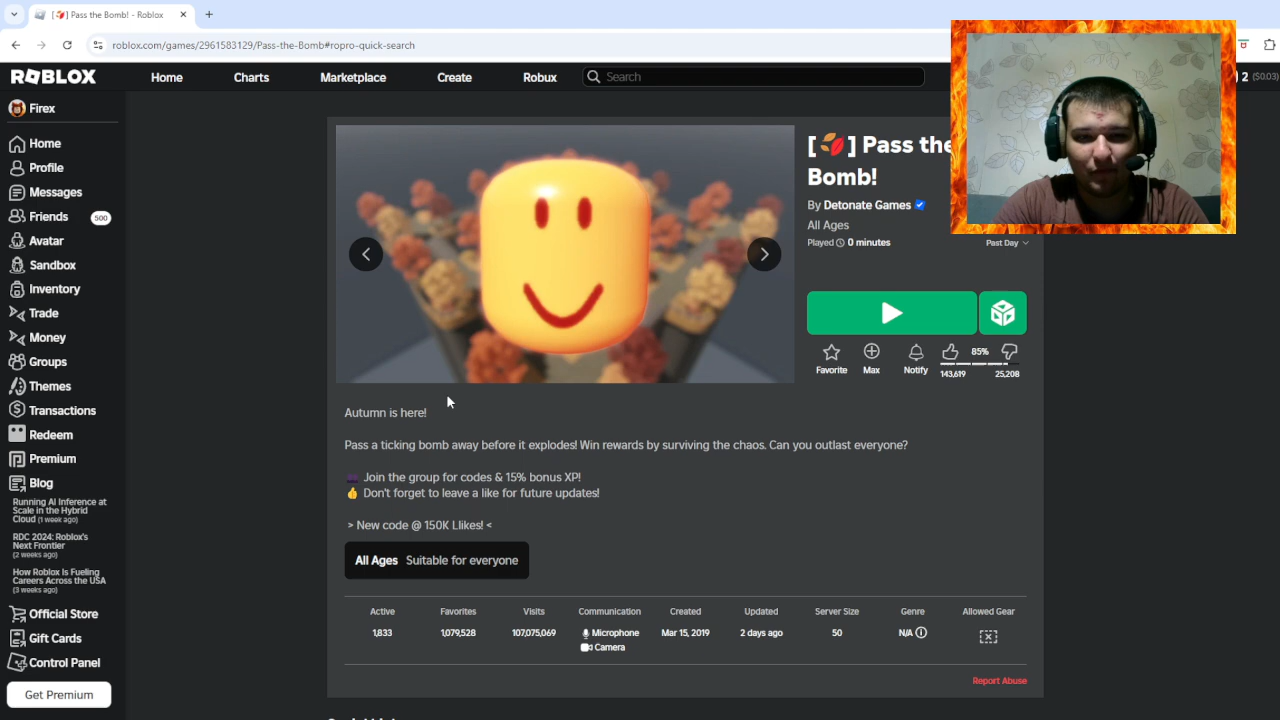 [🍂] Pass the Bomb! - Roblox
roblox.com/games/2961583129/Pass-the-Bomb#ropro-quick-search
ROBLOX
Home
Charts
Marketplace
Create
Robux
Search
2 ($0.03)
Firex
Home
Profile
Messages
Friends 500
Avatar
Sandbox
Inventory
Trade
Money
Groups
Themes
Transactions
Redeem
Premium
Blog
Running AI Inference at
Scale in the Hybrid
Cloud (1 week ago)
RDC 2024: Roblox's
Next Frontier
(2 weeks ago)
How Roblox Is Fueling
Careers Across the USA
(3 weeks ago)
Official Store
Gift Cards
Control Panel
Get Premium
[🍂] Pass the
Bomb!
By Detonate Games
All Ages
Played 0 minutes
Past Day
Favorite
Max
Notify
85%
143,619
25,208
Autumn is here!
Pass a ticking bomb away before it explodes! Win rewards by surviving the chaos. Can you outlast everyone?
Join the group for codes & 15% bonus XP!
👍 Don't forget to leave a like for future updates!
> New code @ 150K Llikes! <
All Ages Suitable for everyone
Active Favorites Visits Communication Created Updated Server Size Genre Allowed Gear
1,833 1,079,528 107,075,069 Microphone Mar 15, 2019 2 days ago 50 N/A
Camera
Report Abuse